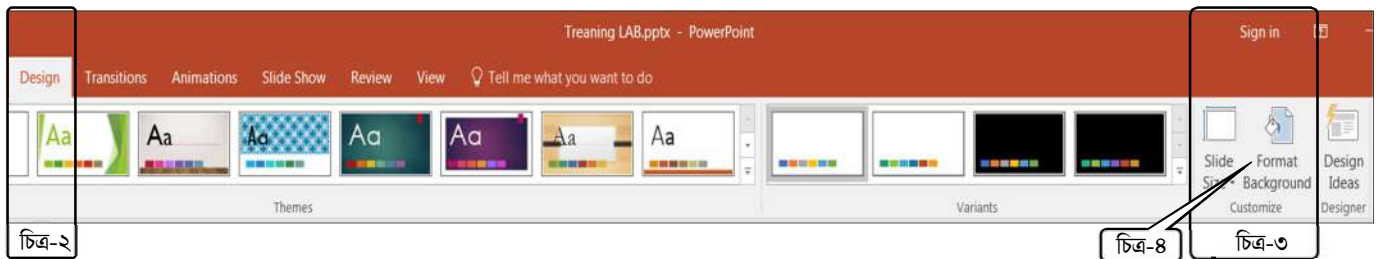 Treaning LAB.pptx - PowerPoint Sign in
Design Transitions Animations Slide Show Review View Tell me what you want to do
Aa Aa Aa Aa Aa Aa Aa
Slide Format Design
Size Background Ideas
Themes Variants Customize Designer
চিত্র-২ চিত্র-৪ চিত্র-৩